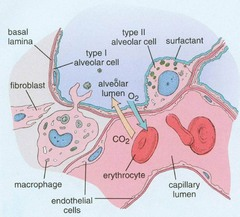 basal
lamina
type I
alveolar cell
type II
alveolar cell
surfactant
fibroblast
alveolar
lumen
O2
CO2
macrophage
erythrocyte
capillary
lumen
endothelial
cells